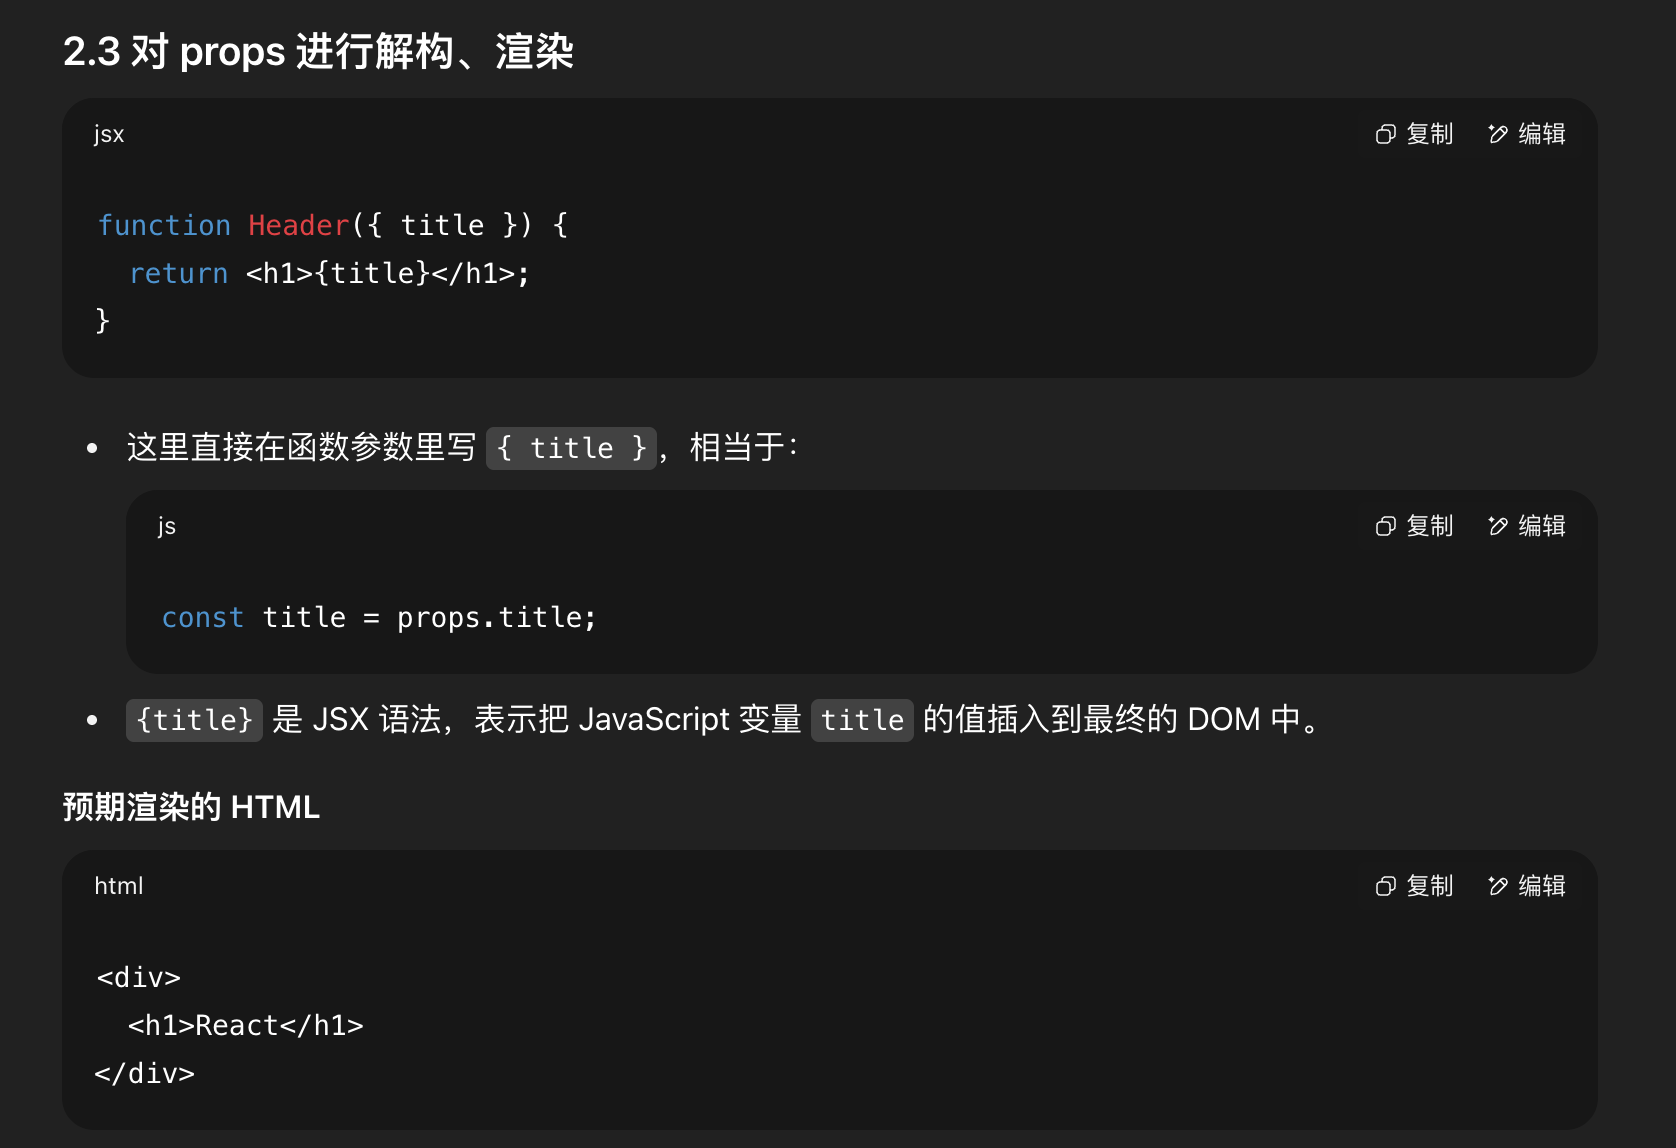 2.3 对 props 进行解构、渲染
jsx
复制 编辑
function Header({ title }) {
  return <h1>{title}</h1>;
}
• 这里直接在函数参数里写 { title }，相当于：
js
复制 编辑
const title = props.title;
• {title} 是 JSX 语法，表示把 JavaScript 变量 title 的值插入到最终的 DOM 中。
预期渲染的 HTML
html
复制 编辑
<div>
  <h1>React</h1>
</div>